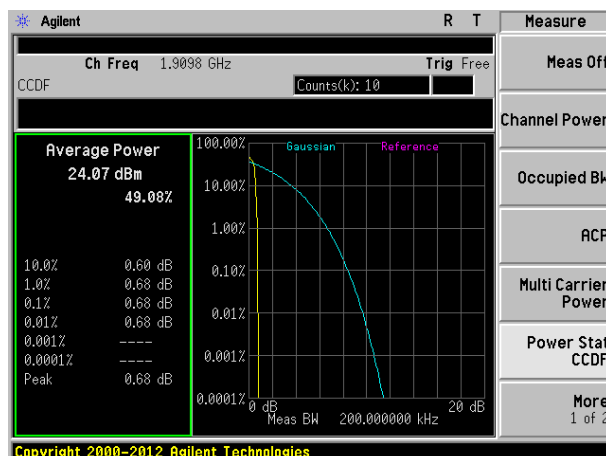 Agilent R T Measure
Ch Freq 1.9098 GHz Trig Free
CCDF Counts(k): 10
Meas Off
Channel Power
Occupied BW
ACP
Multi Carrier
Power
Power Stat
CCDF
More
1 of 2
Average Power
24.07 dBm
49.08%
10.0% 0.60 dB
1.0% 0.68 dB
0.1% 0.68 dB
0.01% 0.68 dB
0.001% ----
0.0001% ----
Peak 0.68 dB
100.00% Gaussian Reference
10.00%
1.00%
0.10%
0.01%
0.001%
0.0001%
0 dB 20 dB
Meas BW 200.000000 kHz
Copyright 2000-2012 Agilent Technologies